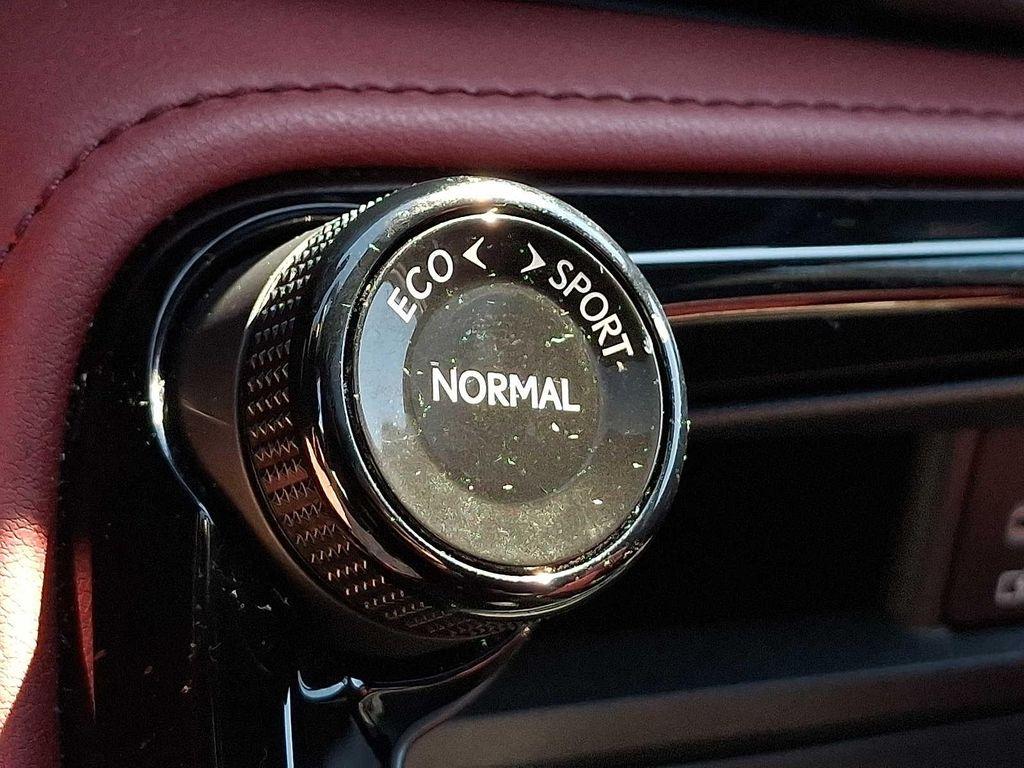 ECO < > SPORT
NORMAL